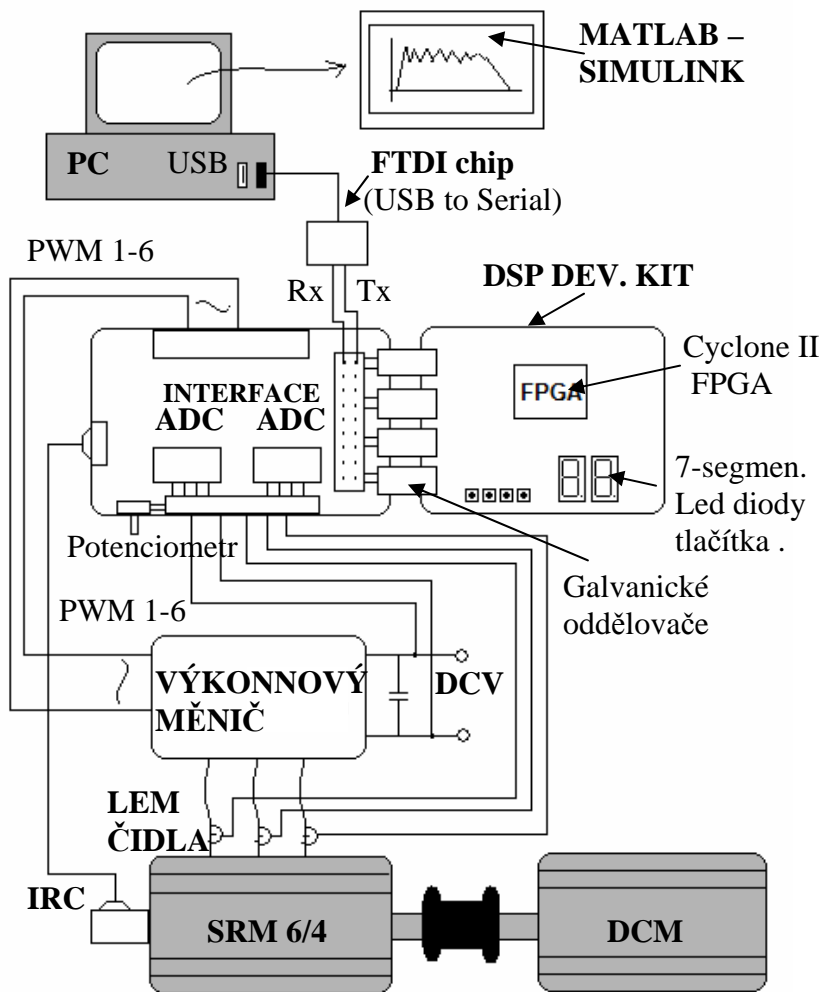 MATLAB –
SIMULINK
PC
USB
FTDI chip
(USB to Serial)
PWM 1-6
Rx
Tx
DSP DEV. KIT
Cyclone II
FPGA
FPGA
INTERFACE
ADC
ADC
7-segmen.
Led diody
tlačítka .
Potenciometr
Galvanické
oddělovače
PWM 1-6
VÝKONNOVÝ
MĚNIČ
DCV
LEM
ČIDLA
IRC
SRM 6/4
DCM